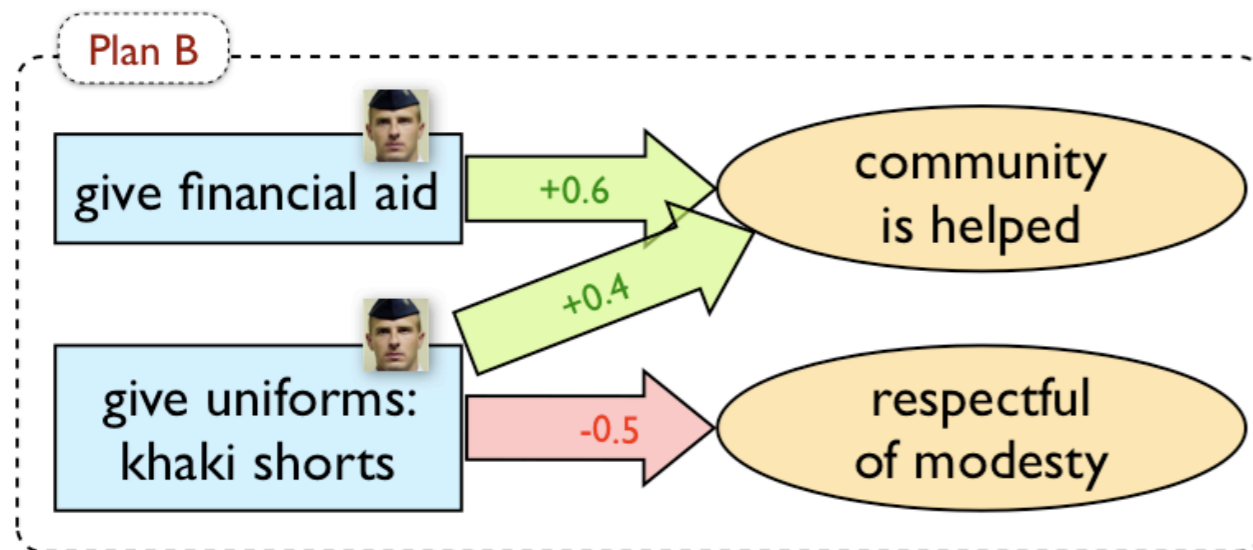 Plan B
give financial aid
+0.6
community
is helped
+0.4
give uniforms:
khaki shorts
-0.5
respectful
of modesty